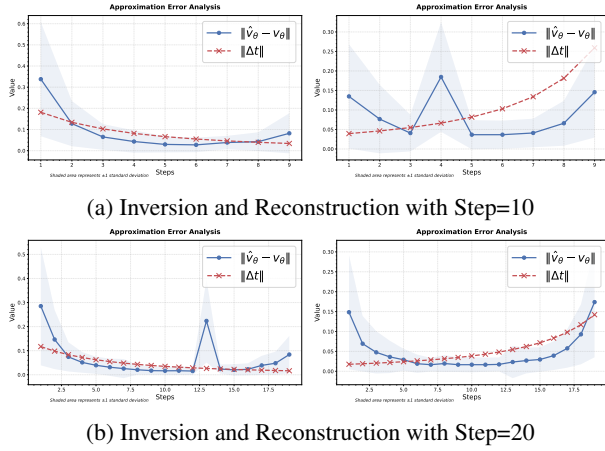 Approximation Error Analysis
Value
0.6
0.5
0.4
0.3
0.2
0.1
0.0
‖v̂θ − vθ‖
‖Δt‖
1 2 3 4 5 6 7 8 9
Steps
Shaded area represents ±1 standard deviation
Approximation Error Analysis
Value
0.30
0.25
0.20
0.15
0.10
0.05
0.00
‖v̂θ − vθ‖
‖Δt‖
1 2 3 4 5 6 7 8 9
Steps
Shaded area represents ±1 standard deviation
(a) Inversion and Reconstruction with Step=10
Approximation Error Analysis
Value
0.5
0.4
0.3
0.2
0.1
0.0
‖v̂θ − vθ‖
‖Δt‖
2.5 5.0 7.5 10.0 12.5 15.0 17.5
Steps
Shaded area represents ±1 standard deviation
Approximation Error Analysis
Value
0.30
0.25
0.20
0.15
0.10
0.05
0.00
‖v̂θ − vθ‖
‖Δt‖
2.5 5.0 7.5 10.0 12.5 15.0 17.5
Steps
Shaded area represents ±1 standard deviation
(b) Inversion and Reconstruction with Step=20